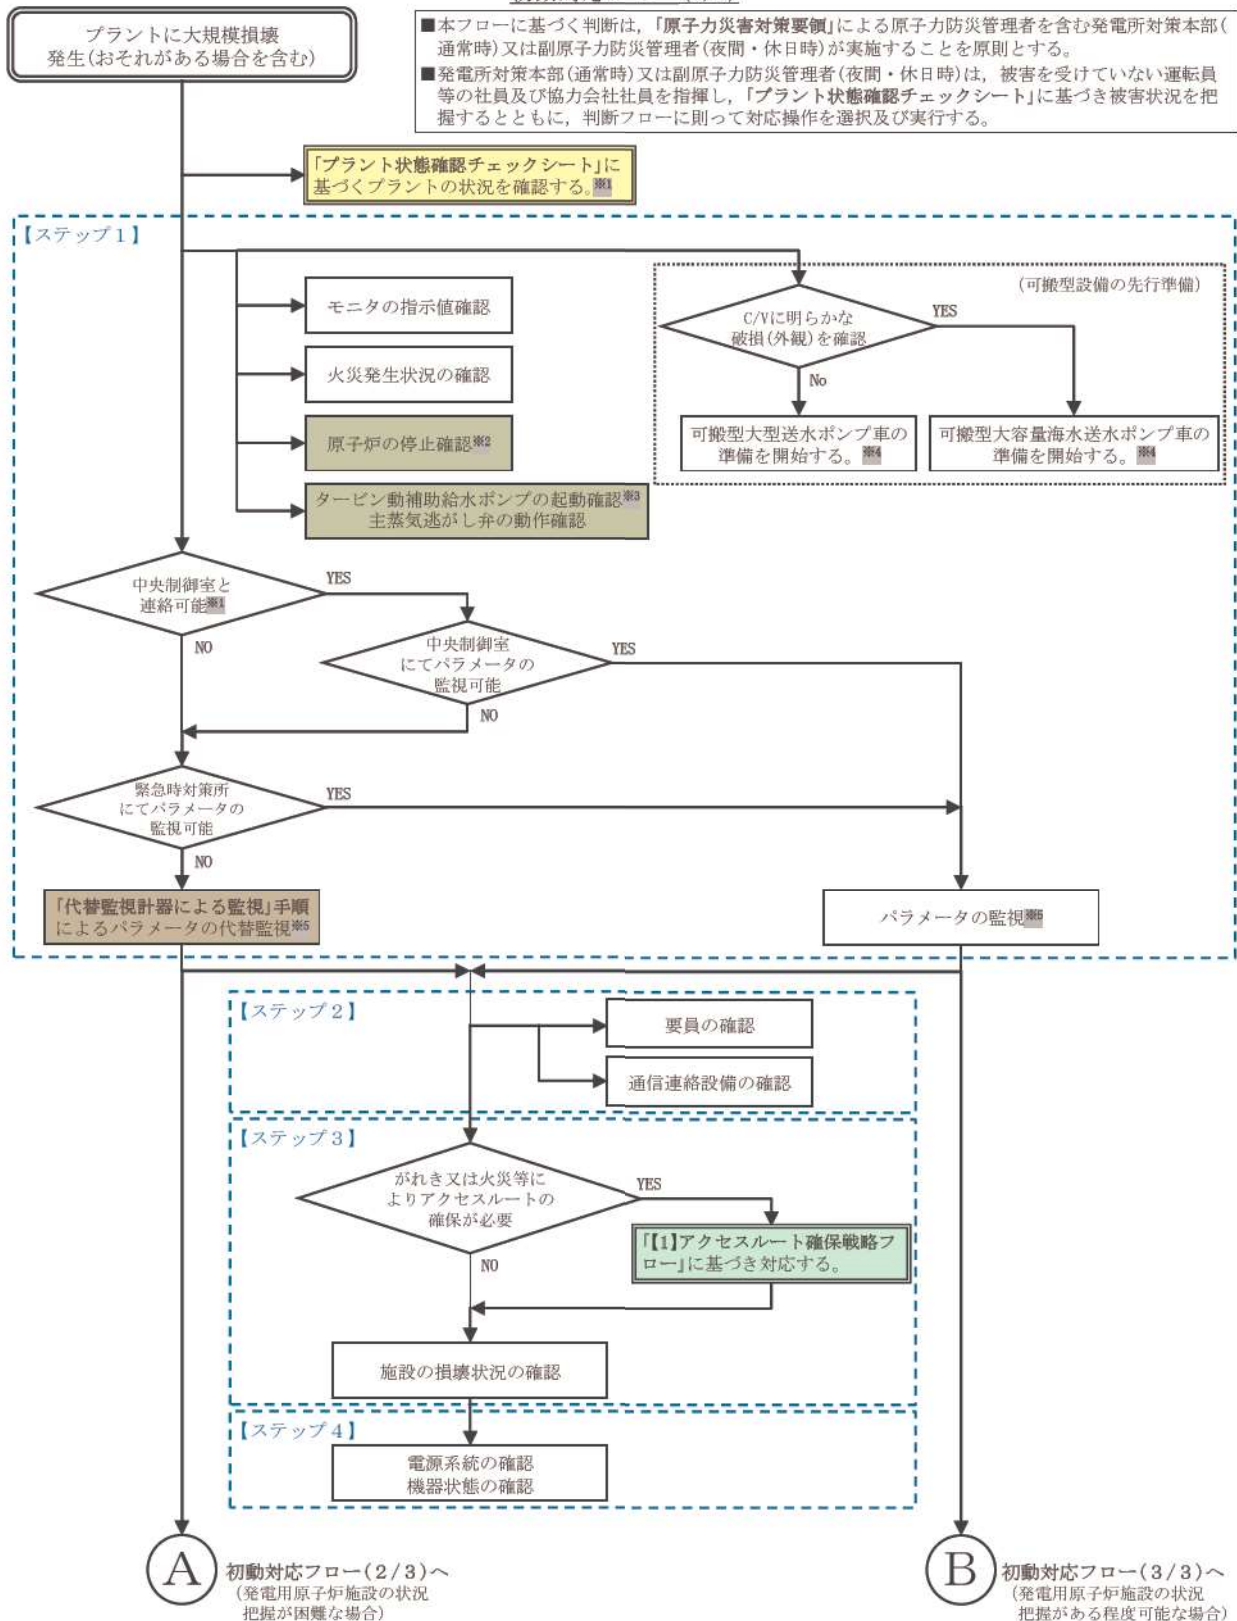 プラントに大規模損壊
発生(おそれがある場合を含む)
■本フローに基づく判断は，「原子力災害対策要領」による原子力防災管理者を含む発電所対策本部(
通常時)又は副原子力防災管理者(夜間・休日時)が実施することを原則とする。
■発電所対策本部(通常時)又は副原子力防災管理者(夜間・休日時)は，被害を受けていない運転員
等の社員及び協力会社社員を指揮し，「プラント状態確認チェックシート」に基づき被害状況を把
握するとともに，判断フローに則って対応操作を選択及び実行する。
「プラント状態確認チェックシート」に
基づくプラントの状況を確認する。※1
【ステップ1】
(可搬型設備の先行準備)
モニタの指示値確認
C/Vに明らかな
破損(外観)を確認
YES
No
火災発生状況の確認
原子炉の停止確認※2
可搬型大型送水ポンプ車の
準備を開始する。※4
可搬型大容量海水送水ポンプ車の
準備を開始する。※4
タービン動補助給水ポンプの起動確認※3
主蒸気逃がし弁の動作確認
中央制御室と
連絡可能※1
YES
NO
中央制御室
にてパラメータの
監視可能
YES
NO
緊急時対策所
にてパラメータの
監視可能
YES
NO
「代替監視計器による監視」手順
によるパラメータの代替監視※5
パラメータの監視※6
【ステップ2】
要員の確認
通信連絡設備の確認
【ステップ3】
がれき又は火災等に
よりアクセスルートの
確保が必要
YES
NO
「【1】アクセスルート確保戦略フ
ロー」に基づき対応する。
施設の損壊状況の確認
【ステップ4】
電源系統の確認
機器状態の確認
A
初動対応フロー(2/3)へ
(発電用原子炉施設の状況
把握が困難な場合)
B
初動対応フロー(3/3)へ
(発電用原子炉施設の状況
把握がある程度可能な場合)